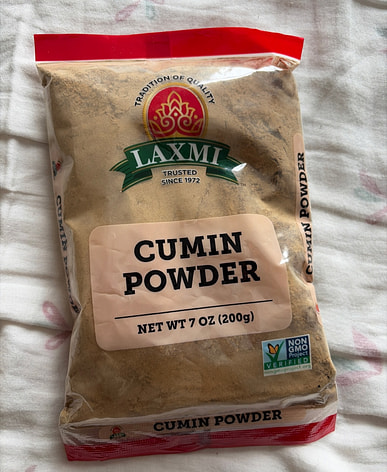 TRADITION OF QUALITY
LAXMI
TRUSTED
SINCE 1972
CUMIN
POWDER
NET WT 7 OZ (200g)
CUMIN POWDER
CUMIN
NON
GMO
Project
VERIFIED
CUMIN POWDER